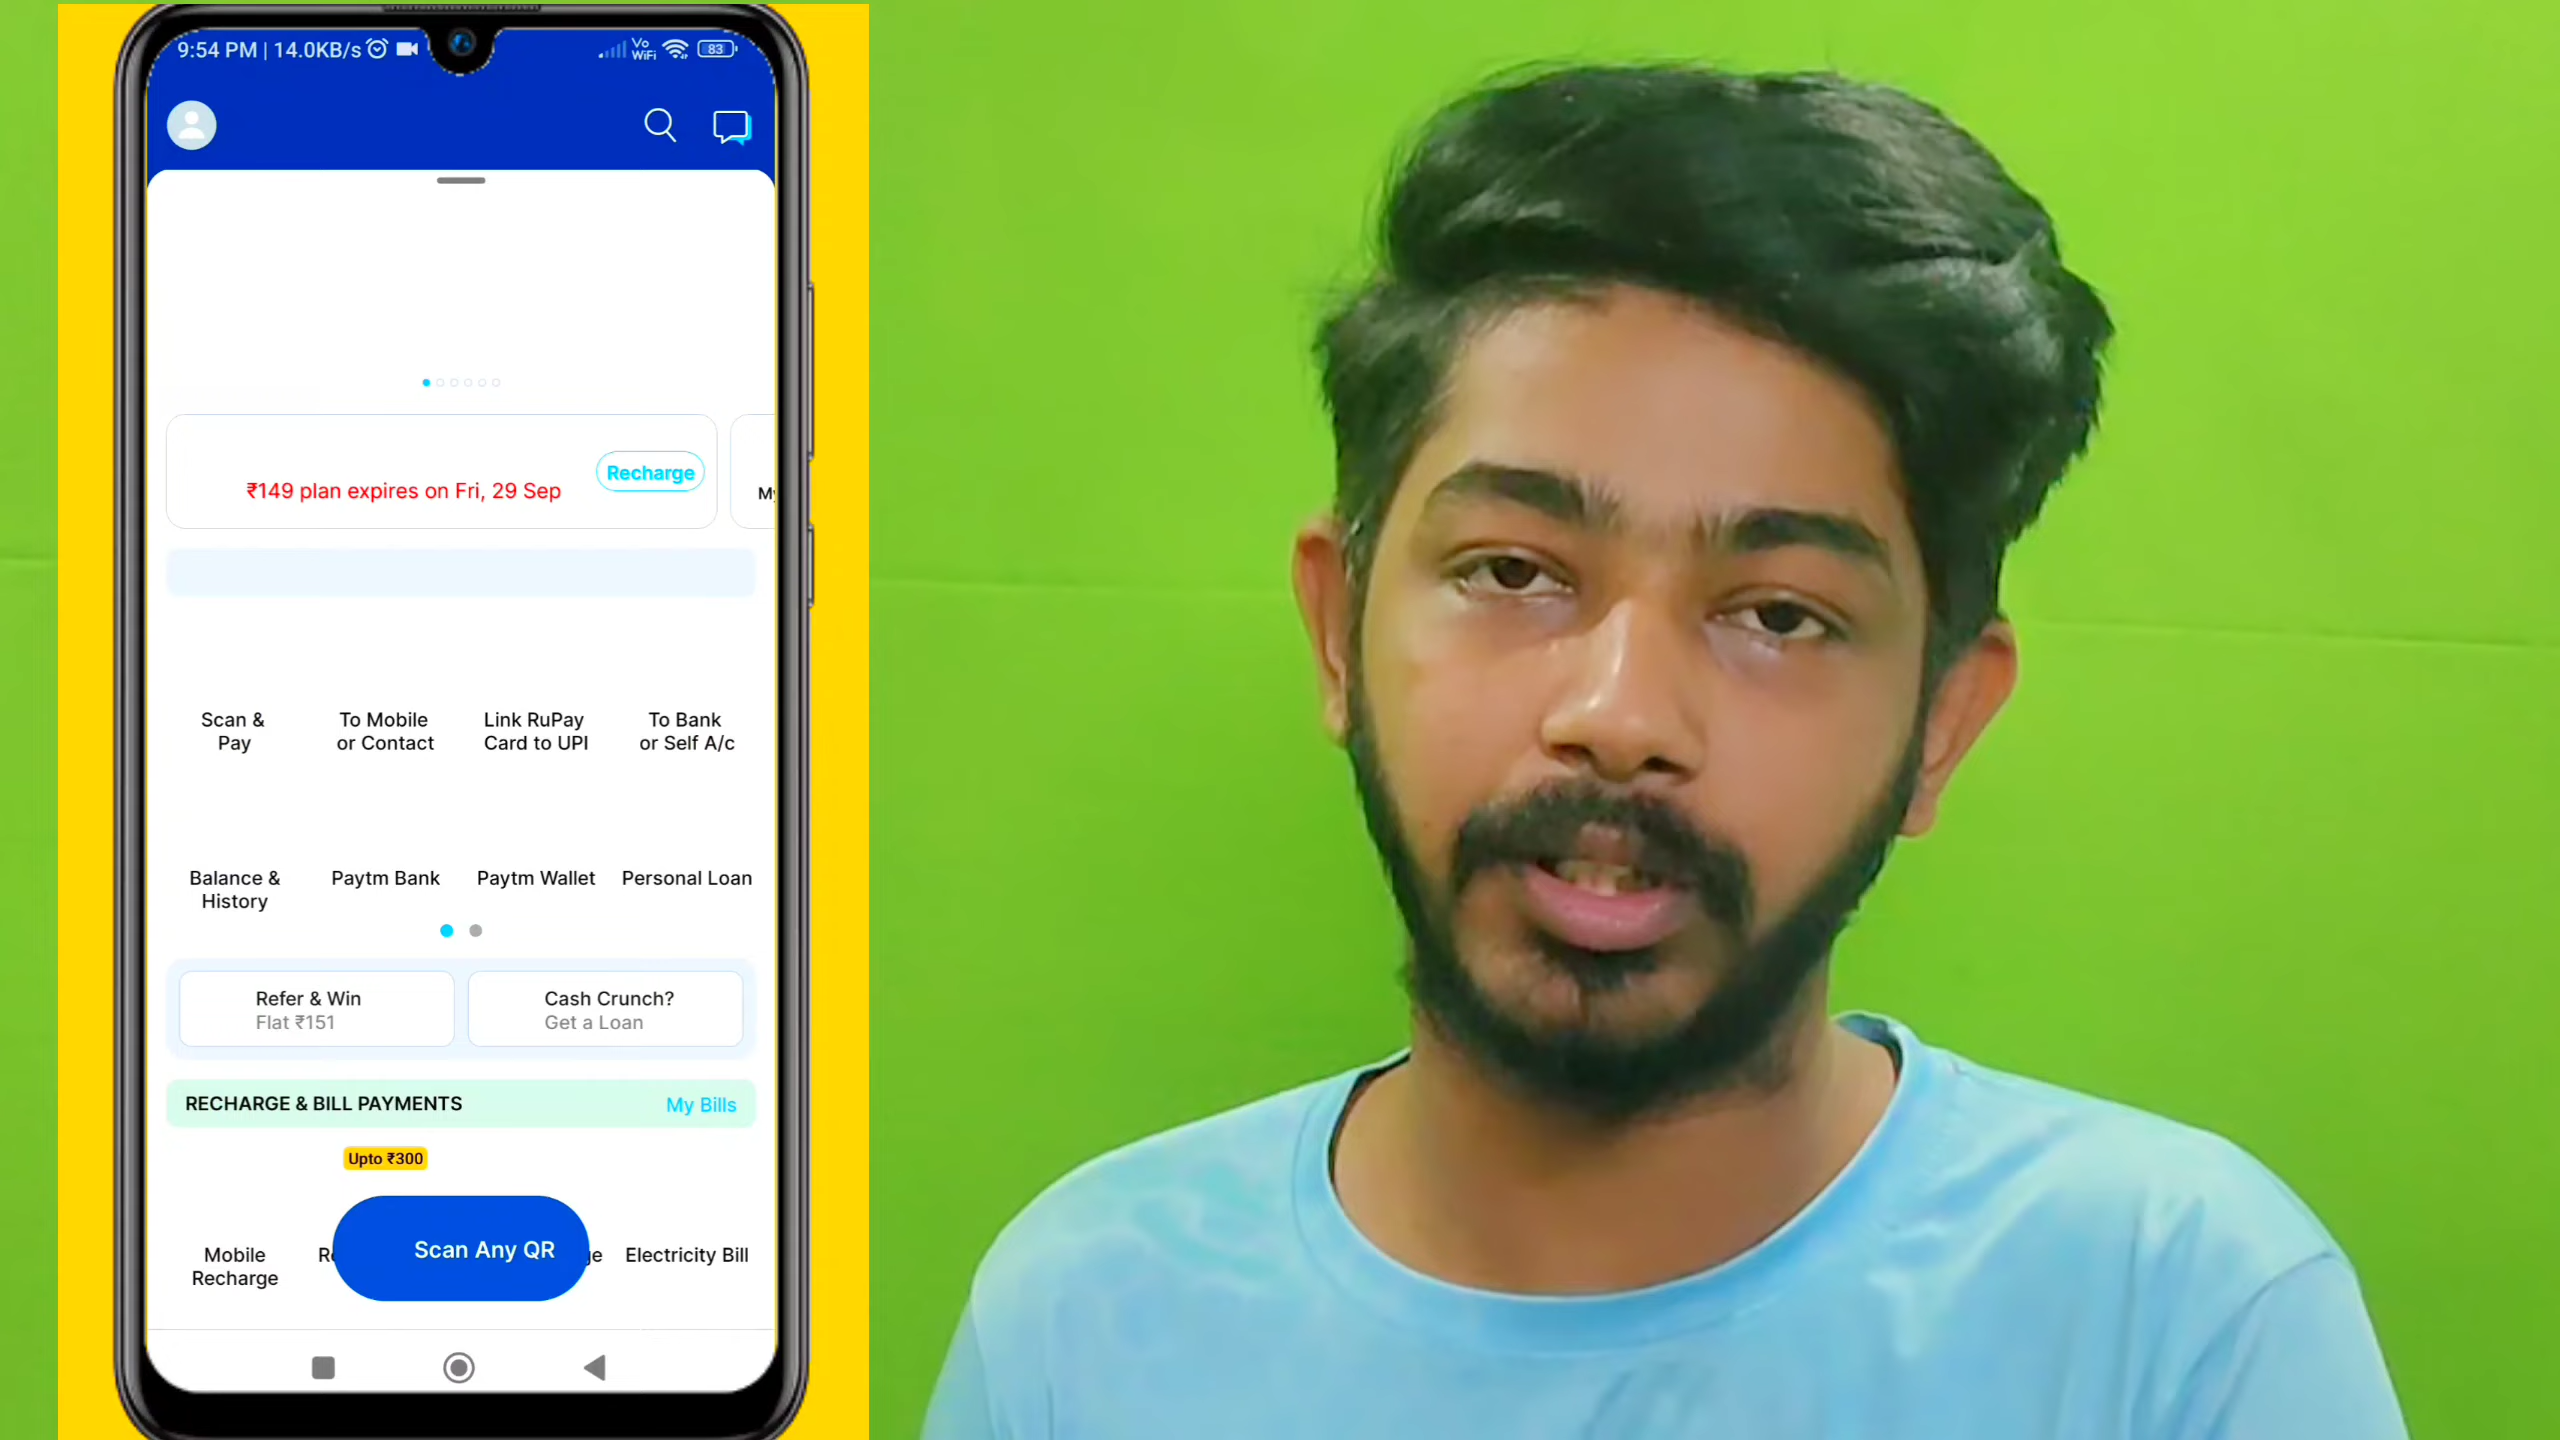 9:54 PM | 14.0KB/s
Vo
WiFi
83
₹149 plan expires on Fri, 29 Sep
Recharge
My
Scan &
Pay
To Mobile
or Contact
Link RuPay
Card to UPI
To Bank
or Self A/c
Balance &
History
Paytm Bank
Paytm Wallet
Personal Loan
Refer & Win
Flat ₹151
Cash Crunch?
Get a Loan
RECHARGE & BILL PAYMENTS
My Bills
Upto ₹300
Mobile
Recharge
Scan Any QR
Electricity Bill